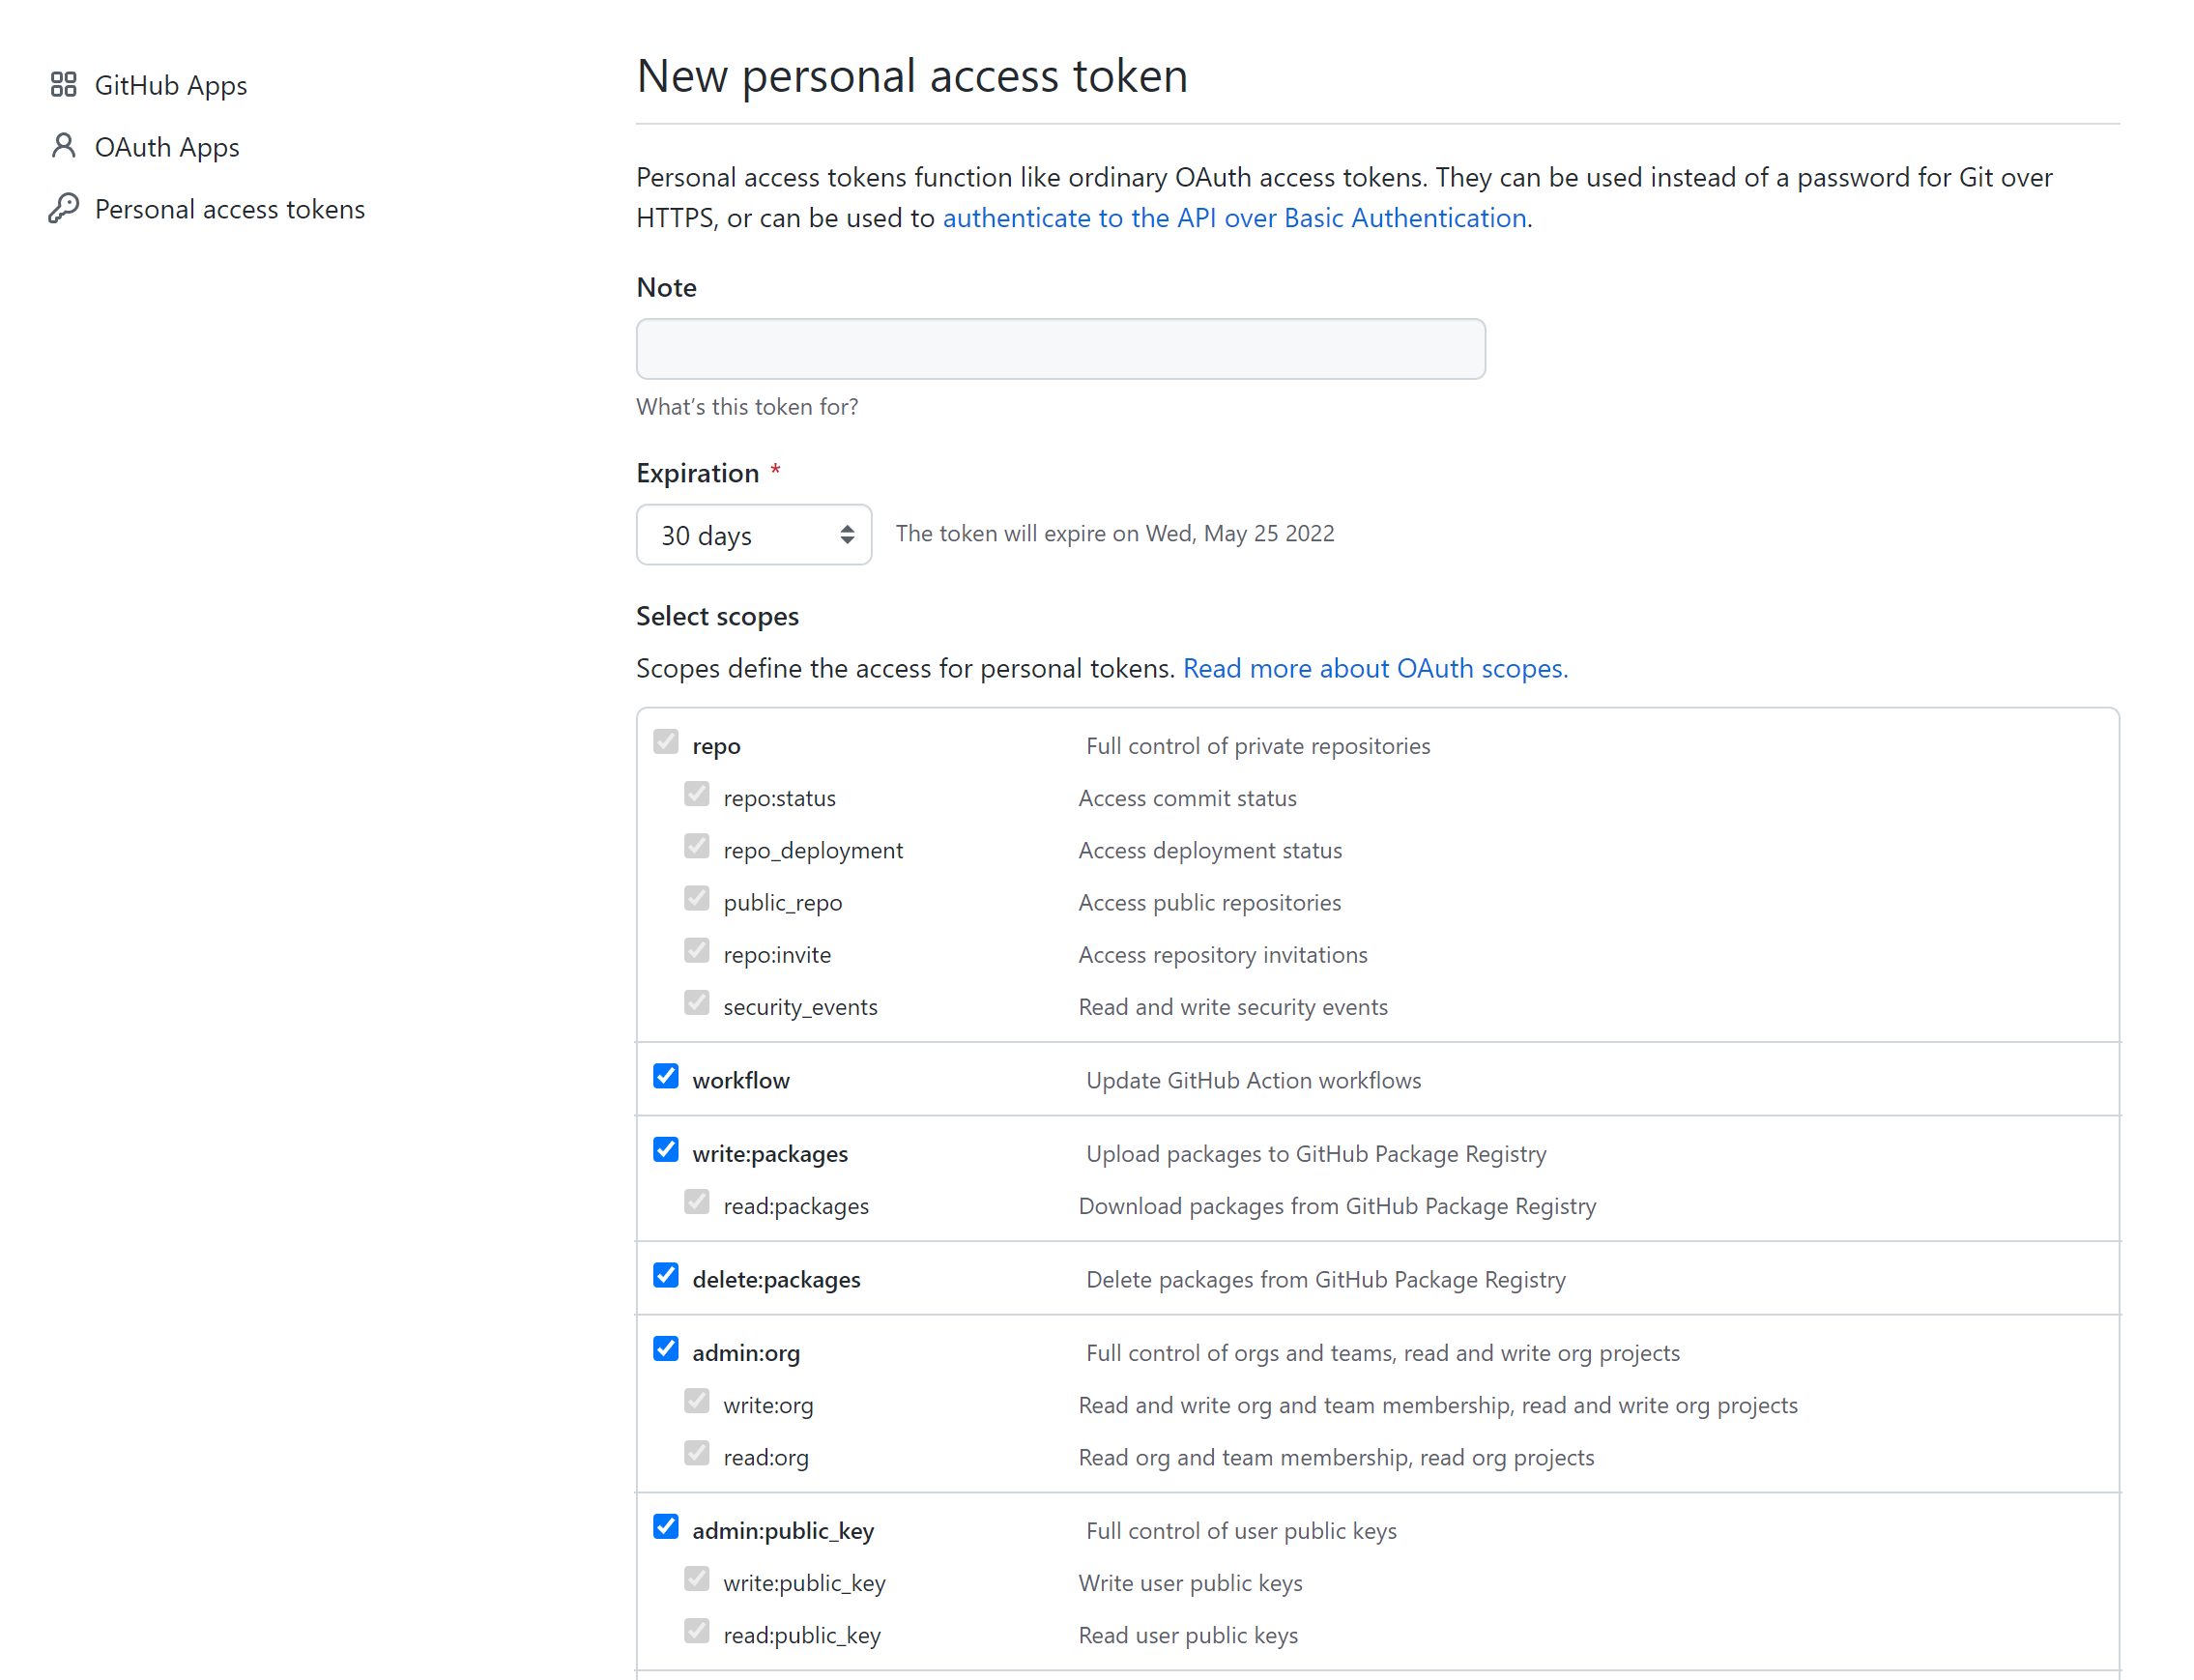 GitHub Apps
OAuth Apps
Personal access tokens
New personal access token
Personal access tokens function like ordinary OAuth access tokens. They can be used instead of a password for Git over
HTTPS, or can be used to authenticate to the API over Basic Authentication.
Note
What's this token for?
Expiration *
30 days The token will expire on Wed, May 25 2022
Select scopes
Scopes define the access for personal tokens. Read more about OAuth scopes.
repo Full control of private repositories
repo:status Access commit status
repo_deployment Access deployment status
public_repo Access public repositories
repo:invite Access repository invitations
security_events Read and write security events
workflow Update GitHub Action workflows
write:packages Upload packages to GitHub Package Registry
read:packages Download packages from GitHub Package Registry
delete:packages Delete packages from GitHub Package Registry
admin:org Full control of orgs and teams, read and write org projects
write:org Read and write org and team membership, read and write org projects
read:org Read org and team membership, read org projects
admin:public_key Full control of user public keys
write:public_key Write user public keys
read:public_key Read user public keys